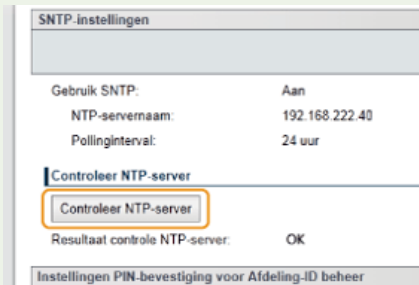 SNTP-instellingen
Gebruik SNTP: Aan
NTP-servernaam: 192.168.222.40
Pollinginterval: 24 uur
Controleer NTP-server
Controleer NTP-server
Resultaat controle NTP-server: OK
Instellingen PIN-bevestiging voor Afdeling-ID beheer